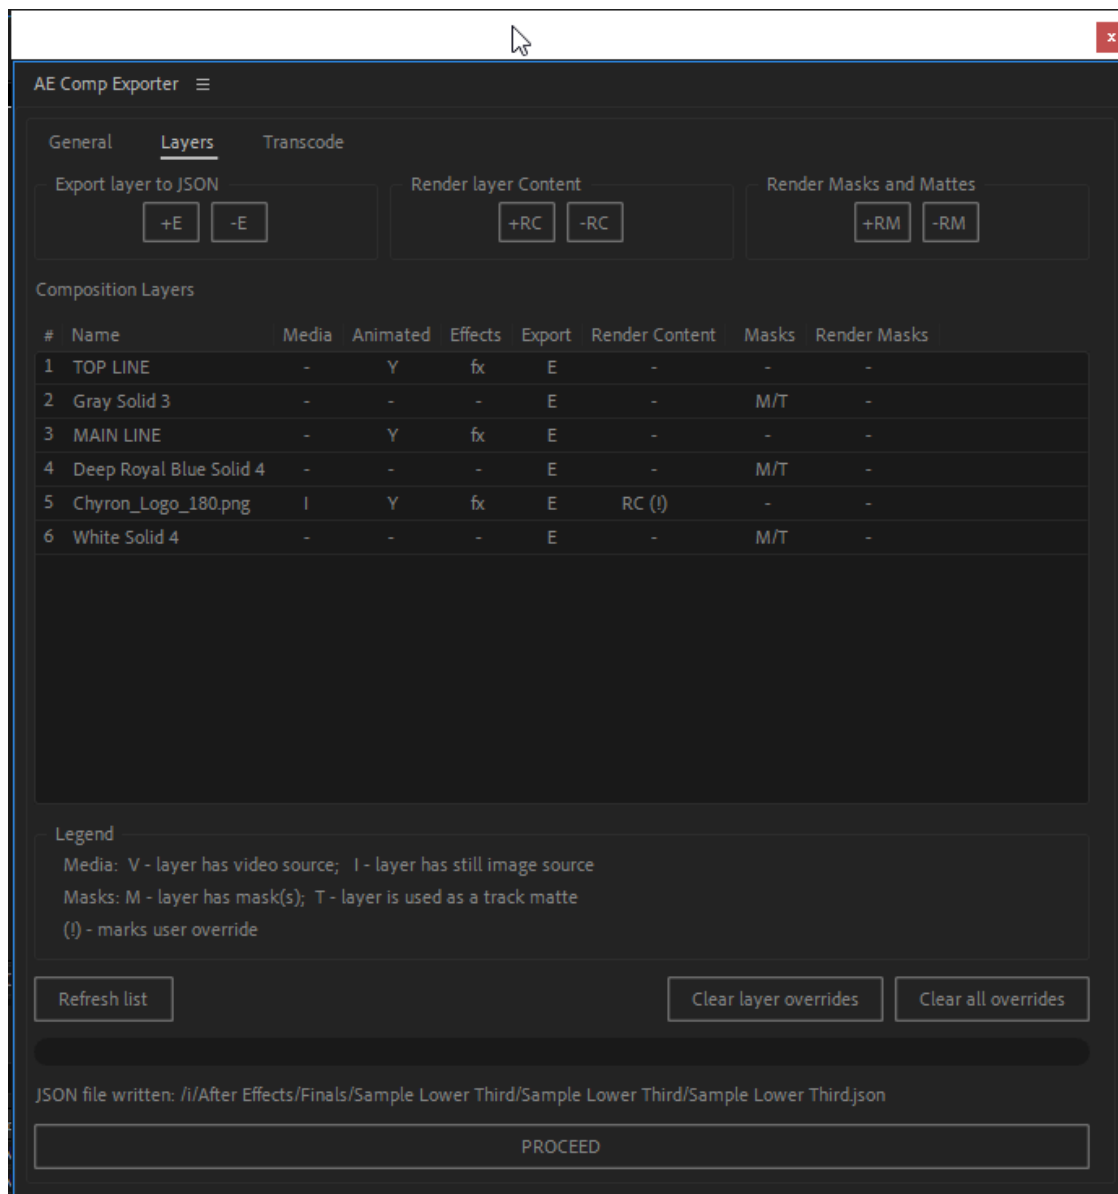 x
AE Comp Exporter ☰
General Layers Transcode
Export layer to JSON Render layer Content Render Masks and Mattes
+E -E +RC -RC +RM -RM
Composition Layers
# Name Media Animated Effects Export Render Content Masks Render Masks
1 TOP LINE - Y fx E - - -
2 Gray Solid 3 - - - E - M/T -
3 MAIN LINE - Y fx E - - -
4 Deep Royal Blue Solid 4 - - - E - M/T -
5 Chyron_Logo_180.png I Y fx E RC (!) - -
6 White Solid 4 - - - E - M/T -
Legend
Media: V - layer has video source; I - layer has still image source
Masks: M - layer has mask(s); T - layer is used as a track matte
(!) - marks user override
Refresh list Clear layer overrides Clear all overrides
JSON file written: /i/After Effects/Finals/Sample Lower Third/Sample Lower Third/Sample Lower Third.json
PROCEED